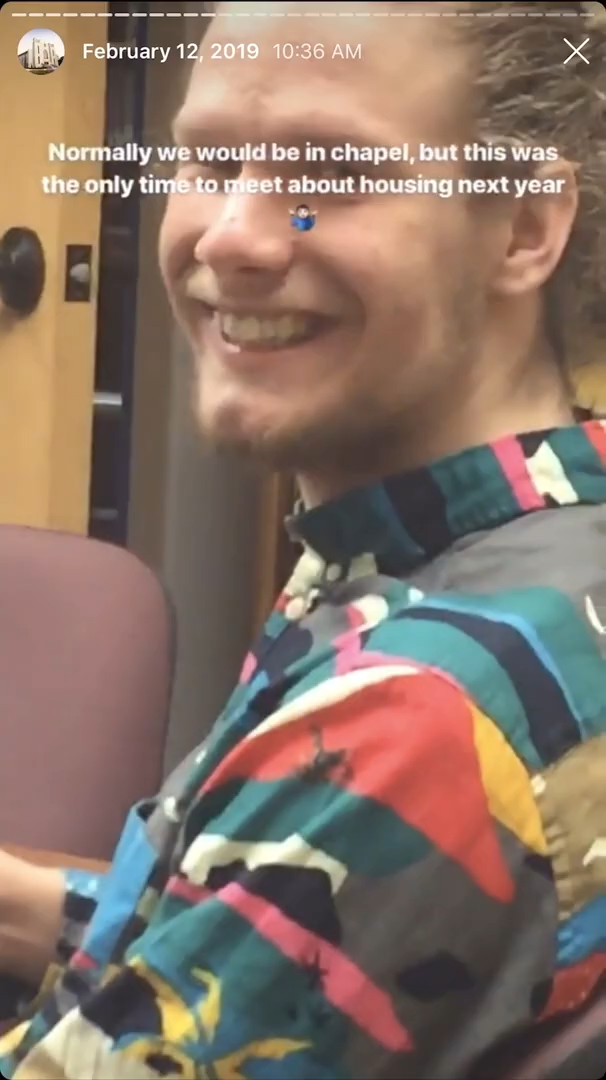 February 12, 2019 10:36 AM
Normally we would be in chapel, but this was
the only time to meet about housing next year
🤷🏻‍♂️